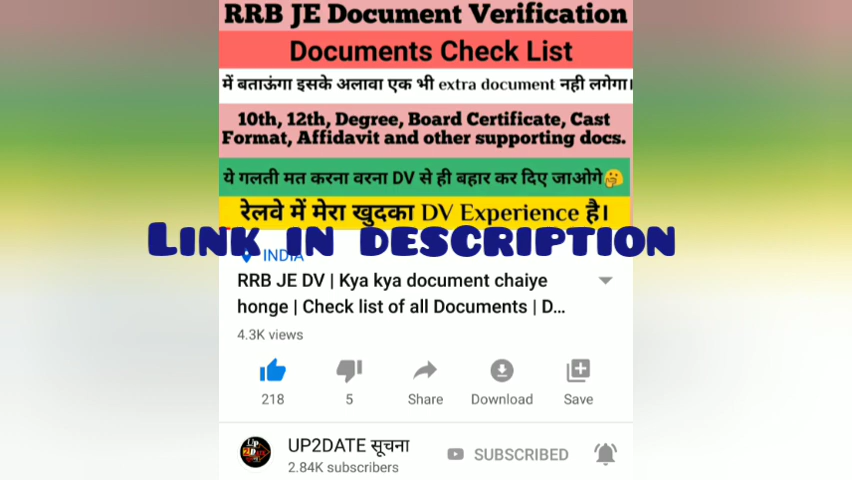 RRB JE Document Verification
Documents Check List
में बताऊंगा इसके अलावा एक भी extra document नही लगेगा।
10th, 12th, Degree, Board Certificate, Cast
Format, Affidavit and other supporting docs.
ये गलती मत करना वरना DV से ही बहार कर दिए जाओगे🤔
रेलवे में मेरा खुदका DV Experience है।
Link in description
INDIA
RRB JE DV | Kya kya document chaiye
honge | Check list of all Documents | D...
4.3K views
218 5 Share Download Save
Up
2Date
UP2DATE सूचना SUBSCRIBED
2.84K subscribers